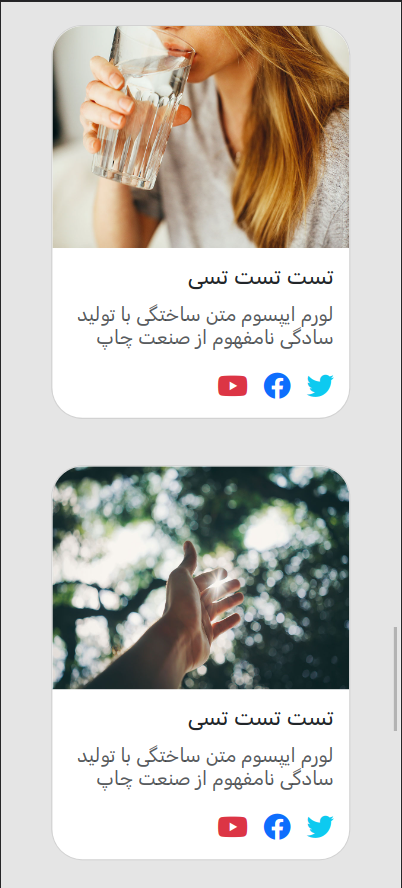 تست تست تسی
لورم ایپسوم متن ساختگی با تولید
سادگی نامفهوم از صنعت چاپ
تست تست تسی
لورم ایپسوم متن ساختگی با تولید
سادگی نامفهوم از صنعت چاپ